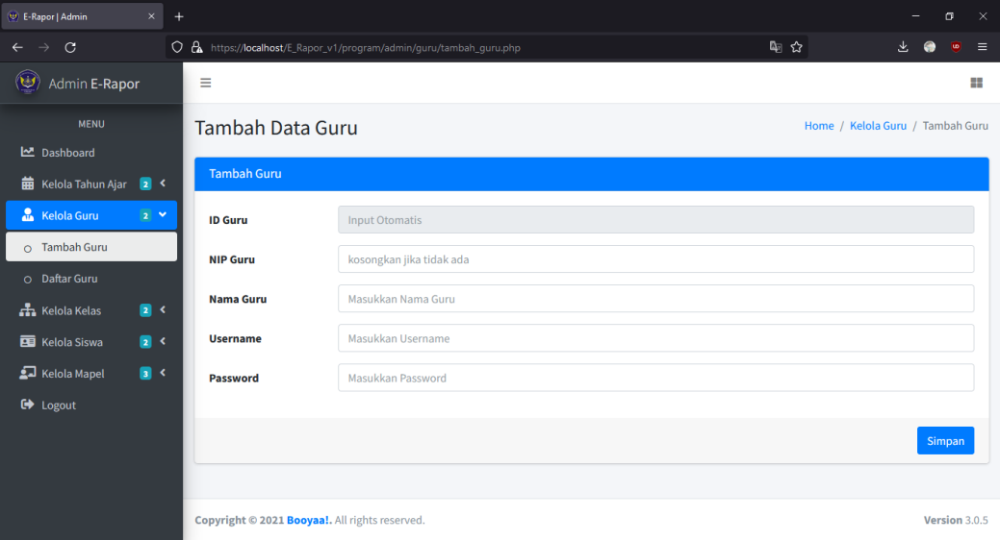 E-Rapor | Admin
https://localhost/E_Rapor_v1/program/admin/guru/tambah_guru.php
Admin E-Rapor
MENU
Dashboard
Kelola Tahun Ajar 2
Kelola Guru 2
Tambah Guru
Daftar Guru
Kelola Kelas 2
Kelola Siswa 2
Kelola Mapel 3
Logout
Tambah Data Guru
Home / Kelola Guru / Tambah Guru
Tambah Guru
ID Guru Input Otomatis
NIP Guru kosongkan jika tidak ada
Nama Guru Masukkan Nama Guru
Username Masukkan Username
Password Masukkan Password
Simpan
Copyright © 2021 Booyaa!. All rights reserved.
Version 3.0.5